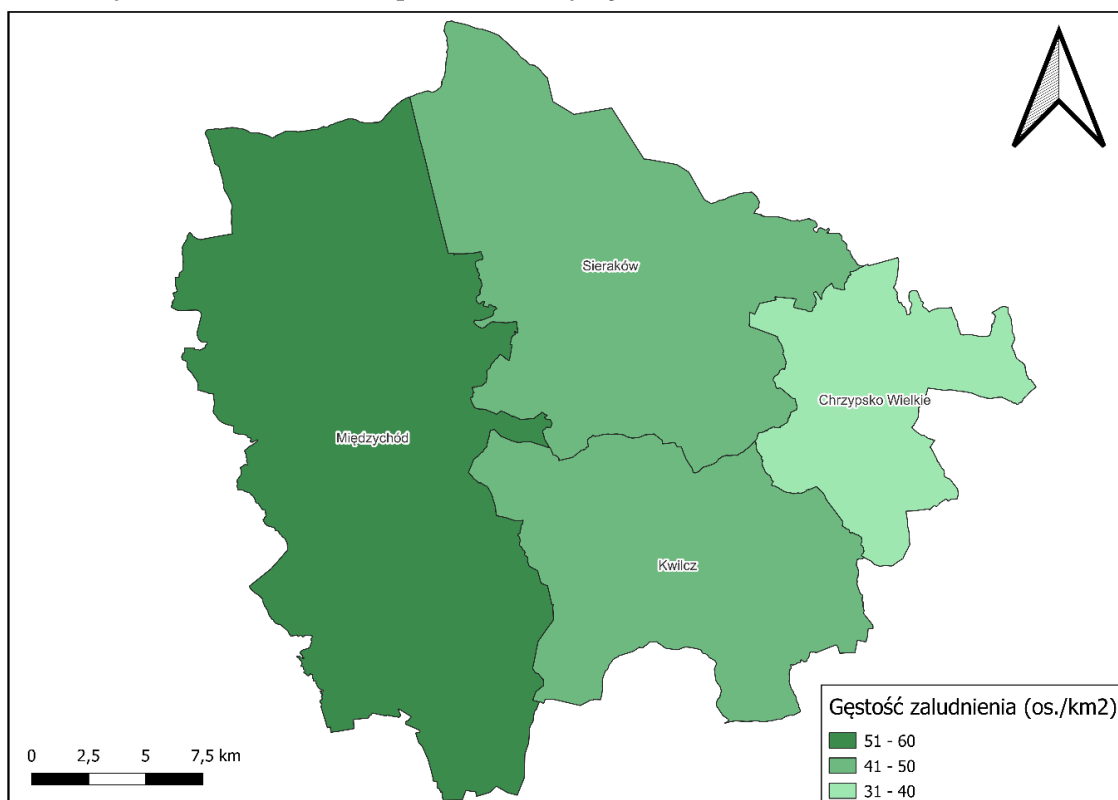 Sieraków
Chrzypsko Wielkie
Międzychód
Kwilcz
Gęstość zaludnienia (os./km2)
51 - 60
41 - 50
31 - 40
0 2,5 5 7,5 km